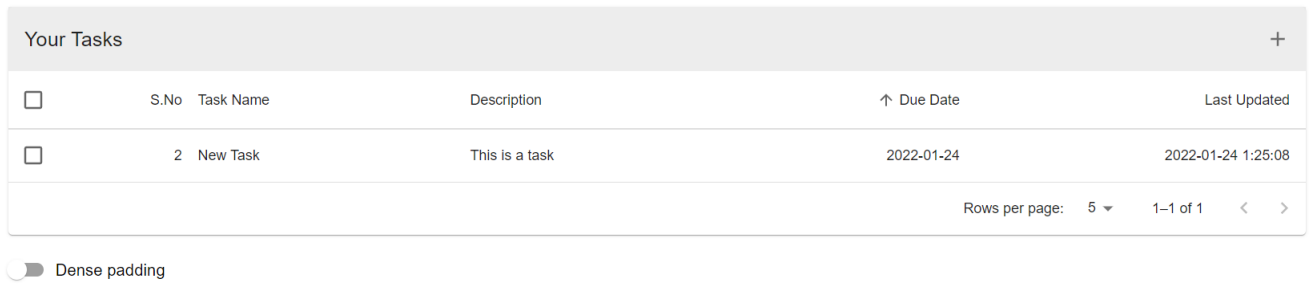 Your Tasks
S.No Task Name Description Due Date Last Updated
2 New Task This is a task 2022-01-24 2022-01-24 1:25:08
Rows per page: 5 1–1 of 1
Dense padding